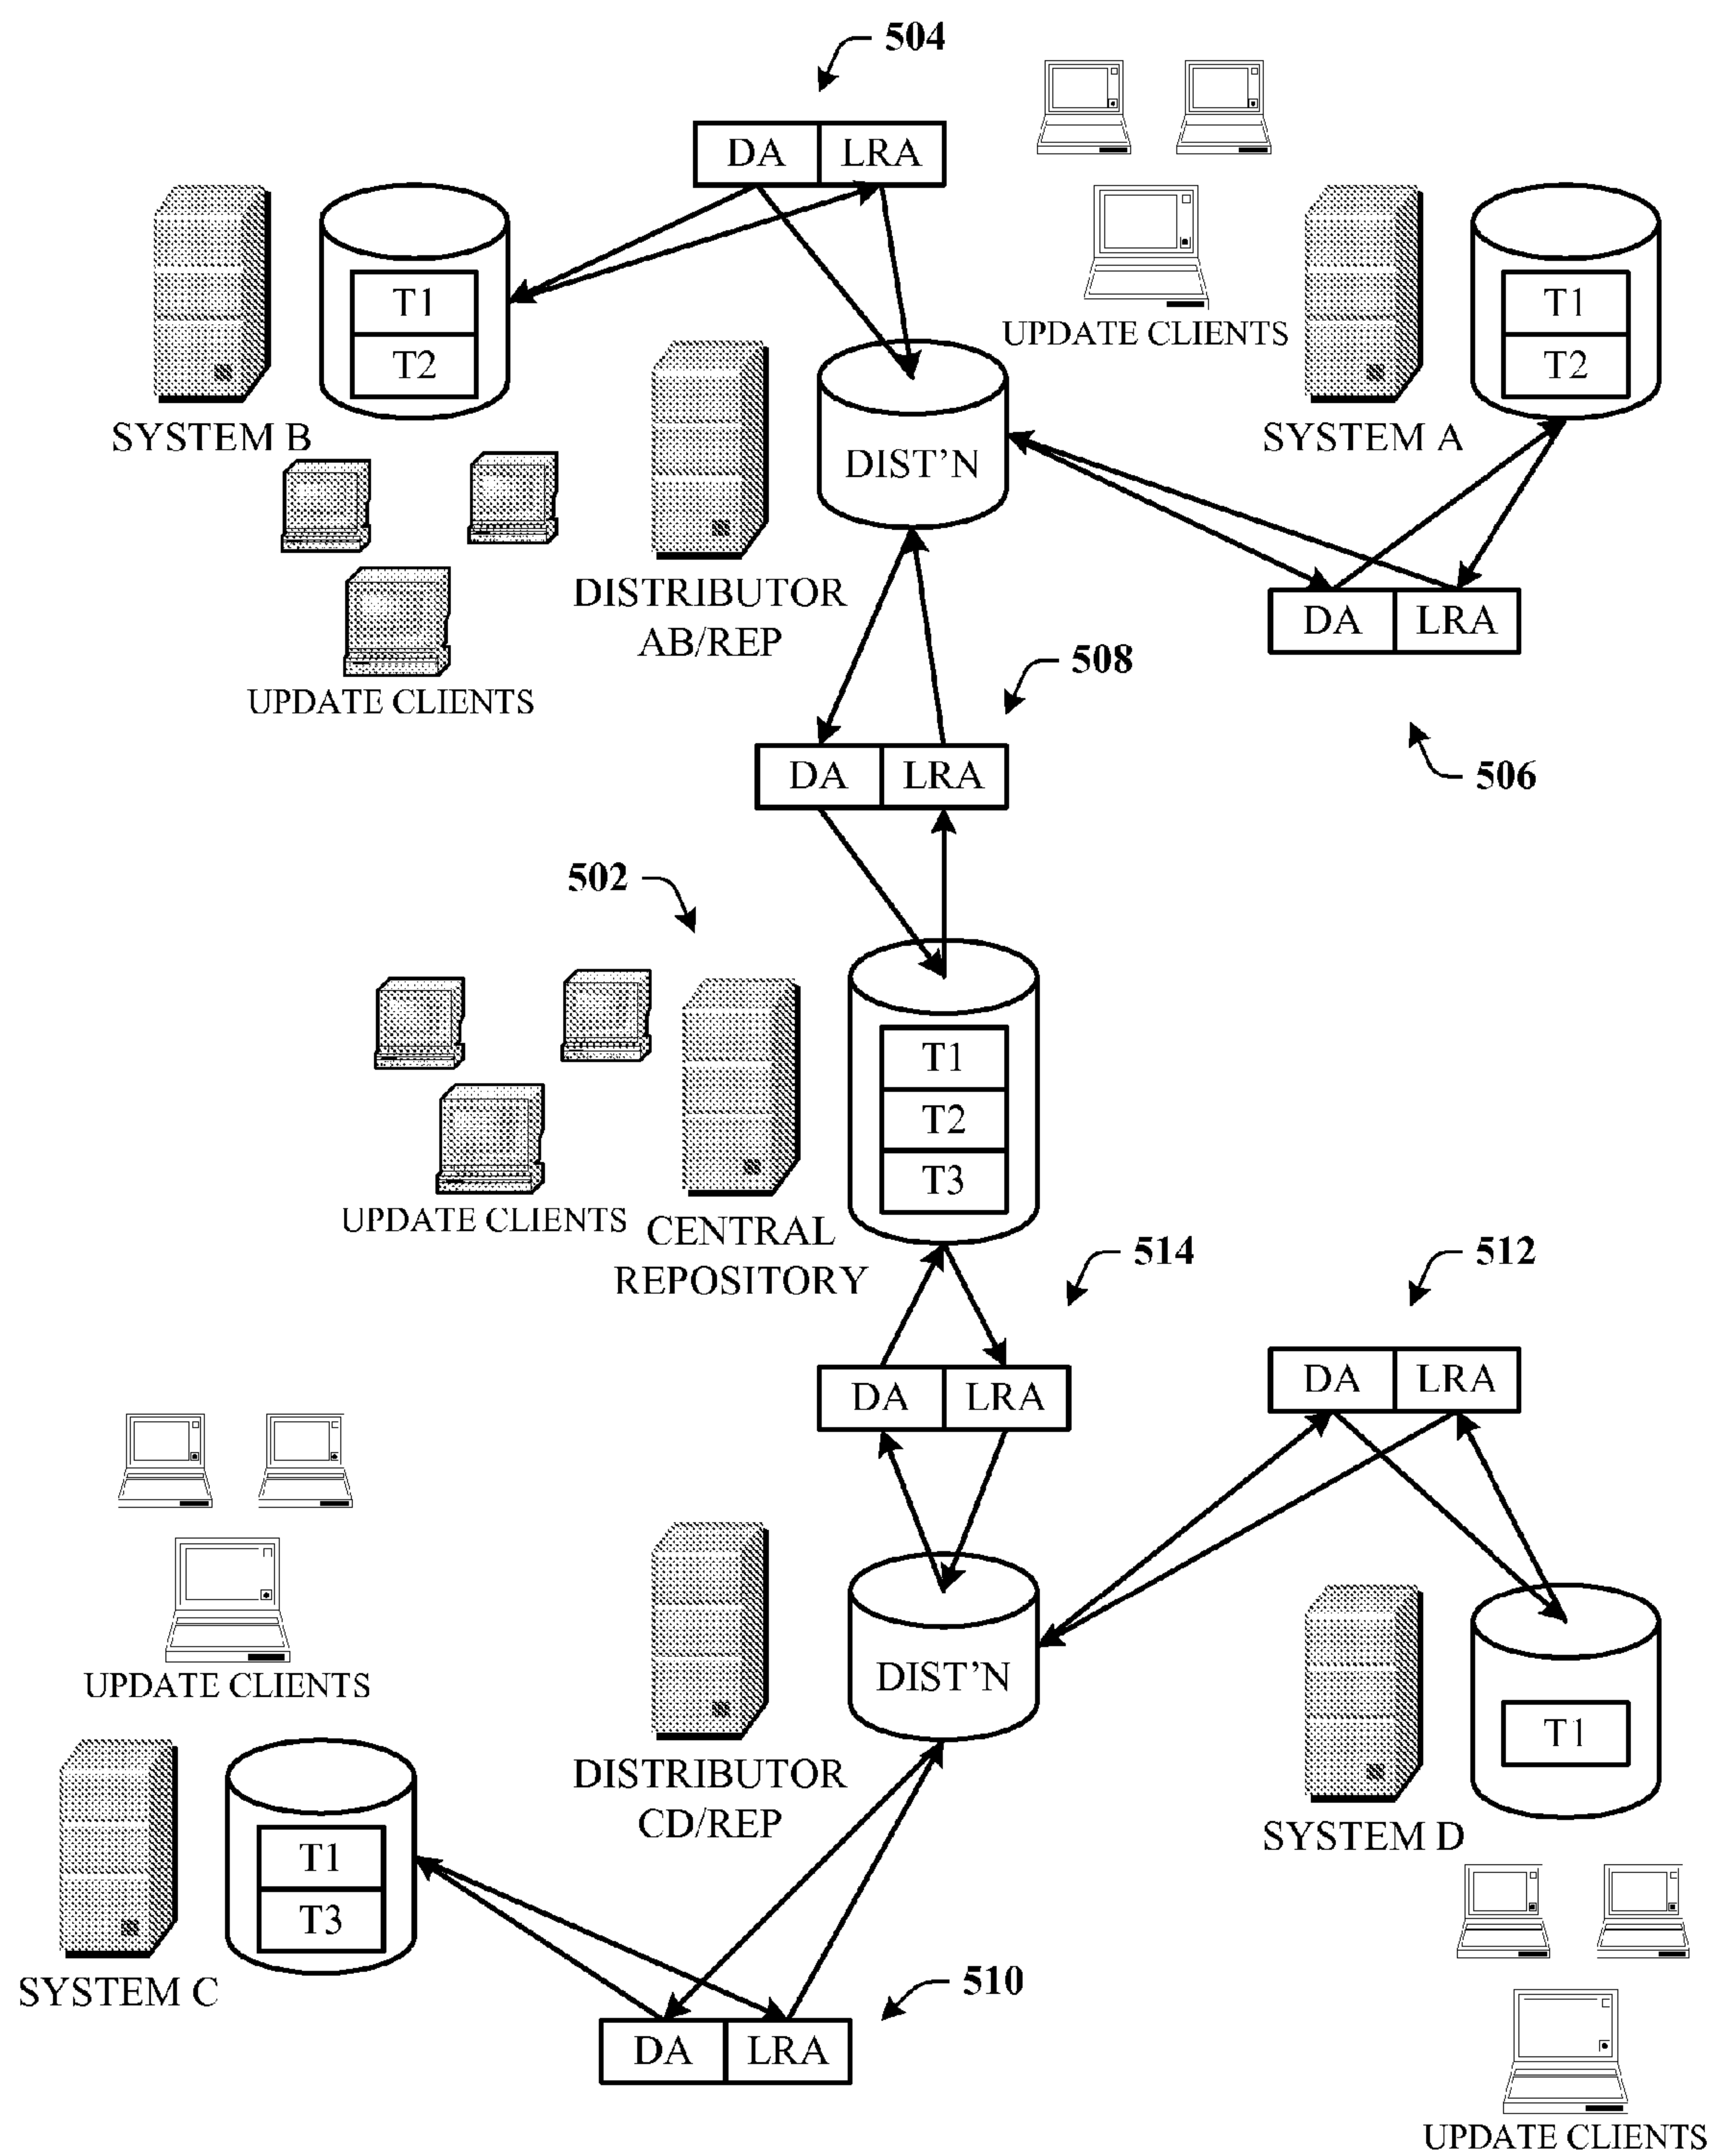 504
DA LRA
T1
T2
SYSTEM B
UPDATE CLIENTS
T1
T2
SYSTEM A
DIST'N
DISTRIBUTOR
AB/REP
UPDATE CLIENTS
DA LRA
506
508
DA LRA
502
T1
T2
T3
UPDATE CLIENTS
CENTRAL
REPOSITORY
514
DA LRA
512
DA LRA
UPDATE CLIENTS
DIST'N
DISTRIBUTOR
CD/REP
T1
SYSTEM D
T1
T3
SYSTEM C
510
DA LRA
UPDATE CLIENTS